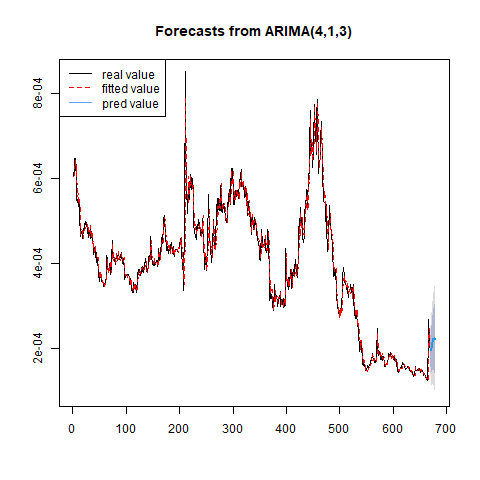 Forecasts from ARIMA(4,1,3)
real value
fitted value
pred value
8e-04
6e-04
4e-04
2e-04
0 100 200 300 400 500 600 700